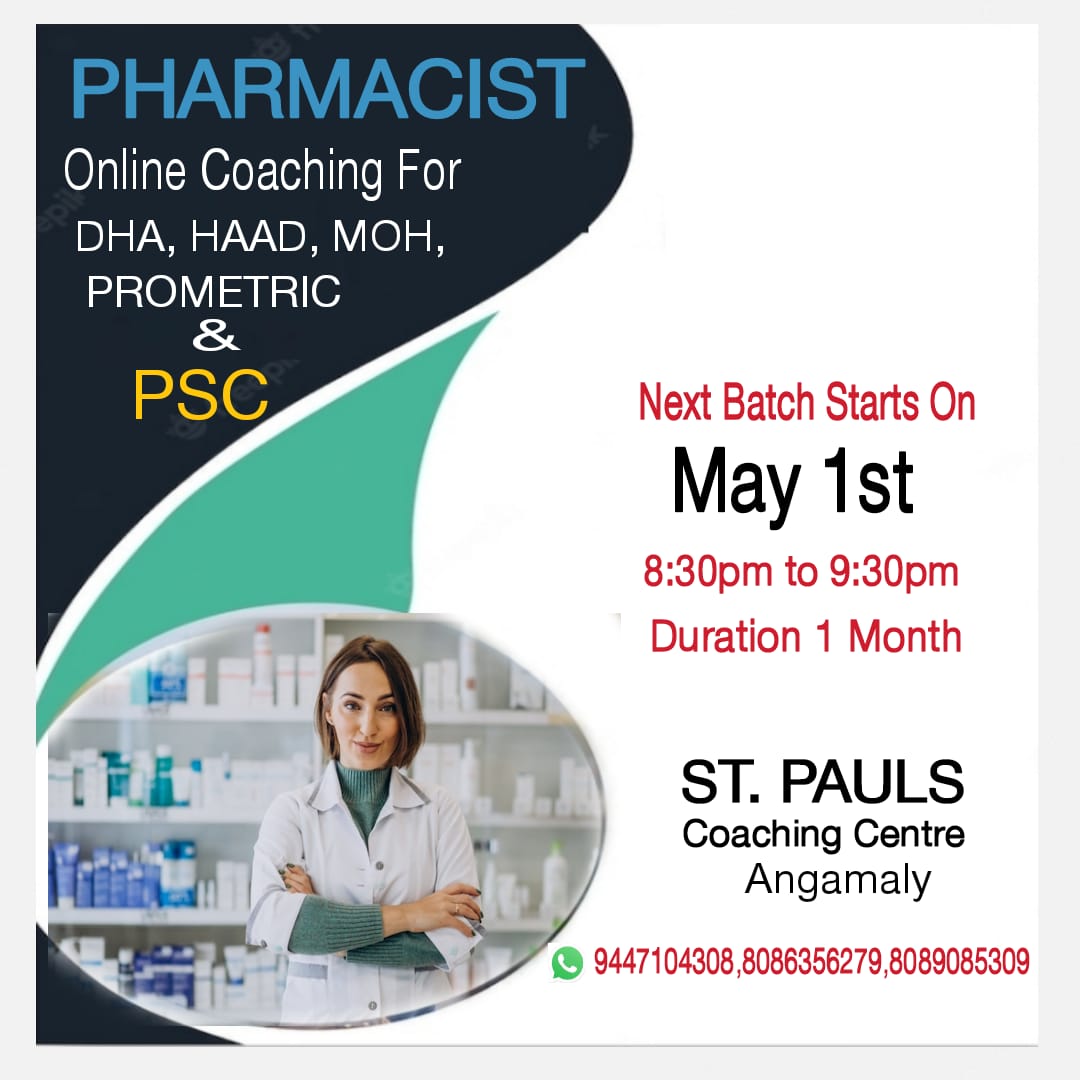 PHARMACIST
Online Coaching For
DHA, HAAD, MOH,
PROMETRIC
&
PSC
Next Batch Starts On
May 1st
8:30pm to 9:30pm
Duration 1 Month
ST. PAULS
Coaching Centre
Angamaly
9447104308,8086356279,8089085309